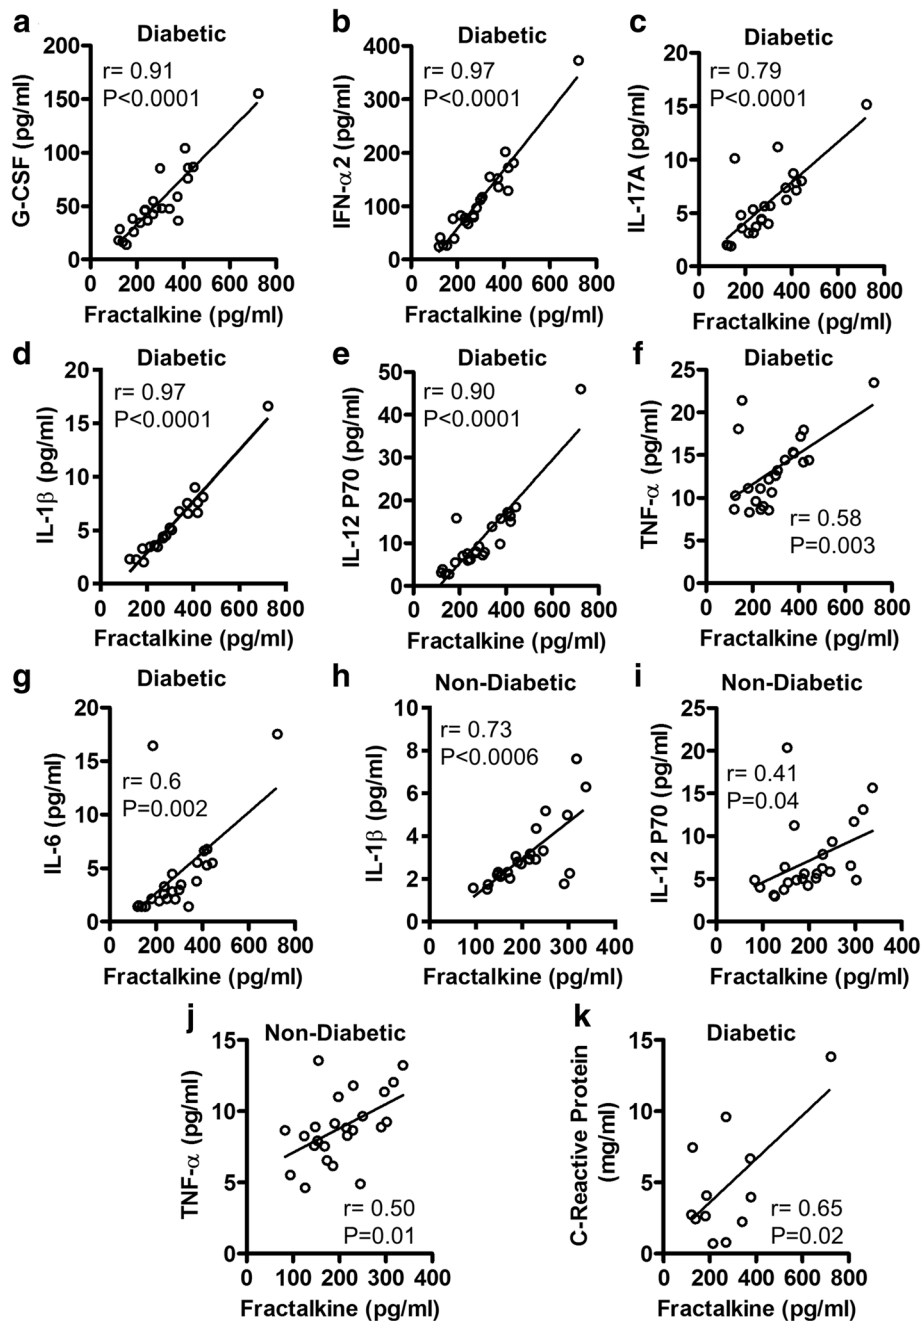 a
Diabetic
r= 0.91
P<0.0001
G-CSF (pg/ml)
200
150
100
50
0
0 200 400 600 800
Fractalkine (pg/ml)
b
Diabetic
r= 0.97
P<0.0001
IFN-α2 (pg/ml)
400
300
200
100
0
0 200 400 600 800
Fractalkine (pg/ml)
c
Diabetic
r= 0.79
P<0.0001
IL-17A (pg/ml)
20
15
10
5
0
0 200 400 600 800
Fractalkine (pg/ml)
d
Diabetic
r= 0.97
P<0.0001
IL-1β (pg/ml)
20
15
10
5
0
0 200 400 600 800
Fractalkine (pg/ml)
e
Diabetic
r= 0.90
P<0.0001
IL-12 P70 (pg/ml)
50
40
30
20
10
0
0 200 400 600 800
Fractalkine (pg/ml)
f
Diabetic
r= 0.58
P=0.003
TNF-α (pg/ml)
25
20
15
10
5
0
0 200 400 600 800
Fractalkine (pg/ml)
g
Diabetic
r= 0.6
P=0.002
IL-6 (pg/ml)
20
15
10
5
0
0 200 400 600 800
Fractalkine (pg/ml)
h
Non-Diabetic
r= 0.73
P<0.0006
IL-1β (pg/ml)
10
8
6
4
2
0
0 100 200 300 400
Fractalkine (pg/ml)
i
Non-Diabetic
r= 0.41
P=0.04
IL-12 P70 (pg/ml)
25
20
15
10
5
0
0 100 200 300 400
Fractalkine (pg/ml)
j
Non-Diabetic
r= 0.50
P=0.01
TNF-α (pg/ml)
15
10
5
0
0 100 200 300 400
Fractalkine (pg/ml)
k
Diabetic
r= 0.65
P=0.02
C-Reactive Protein
(mg/ml)
15
10
5
0
0 200 400 600 800
Fractalkine (pg/ml)